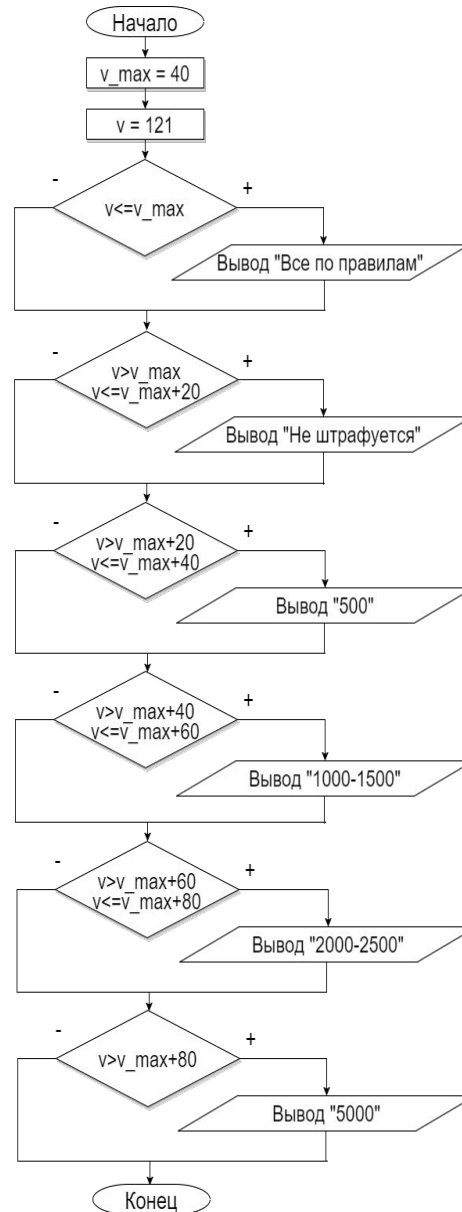 Начало
v_max = 40
v = 121
- +
v<=v_max
Вывод "Все по правилам"
- +
v>v_max
v<=v_max+20
Вывод "Не штрафуется"
- +
v>v_max+20
v<=v_max+40
Вывод "500"
- +
v>v_max+40
v<=v_max+60
Вывод "1000-1500"
- +
v>v_max+60
v<=v_max+80
Вывод "2000-2500"
- +
v>v_max+80
Вывод "5000"
Конец